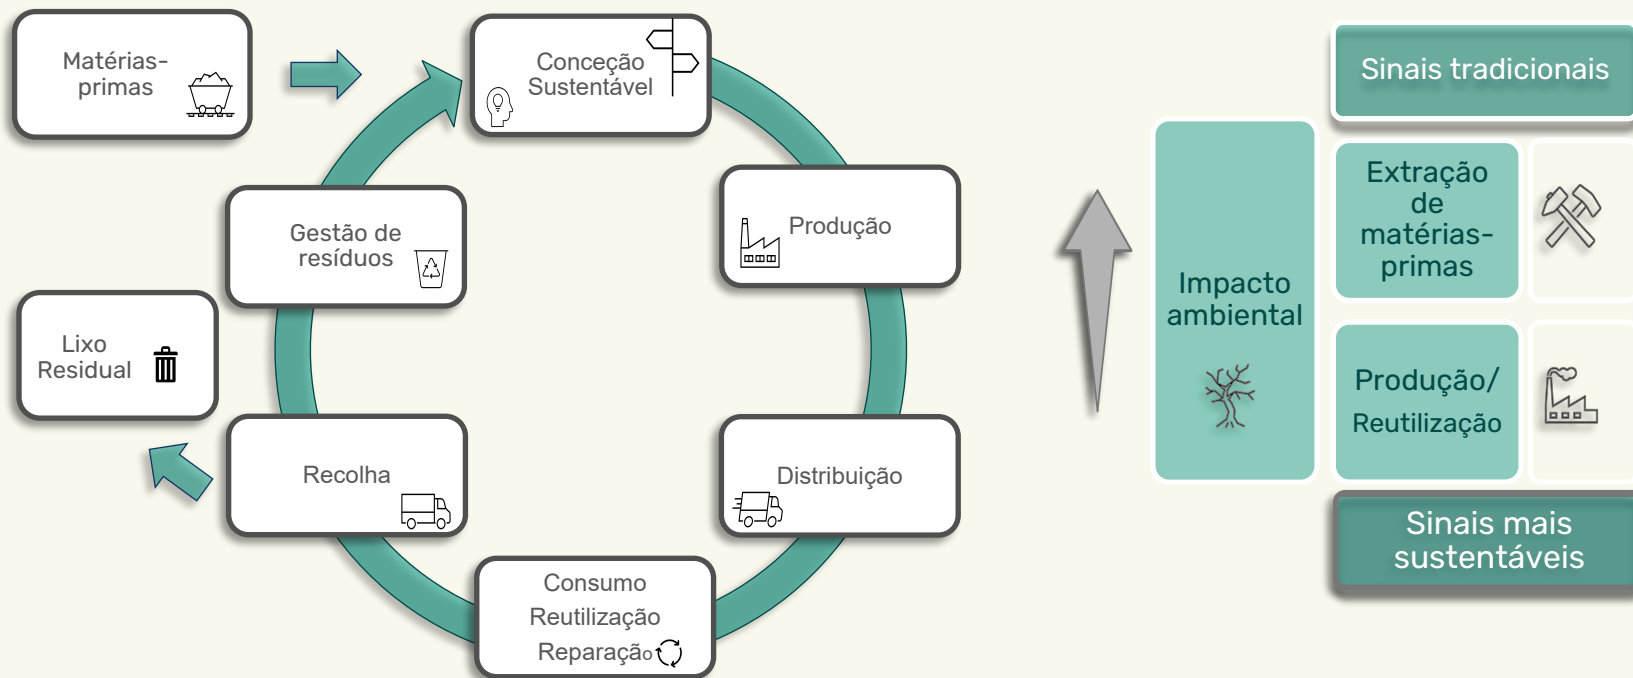 Matérias-
primas
Conceção
Sustentável
Produção
Distribuição
Consumo
Reutilização
Reparação
Recolha
Lixo
Residual
Gestão de
resíduos
Sinais tradicionais
Impacto
ambiental
Extração
de
matérias-
primas
Produção/
Reutilização
Sinais mais
sustentáveis